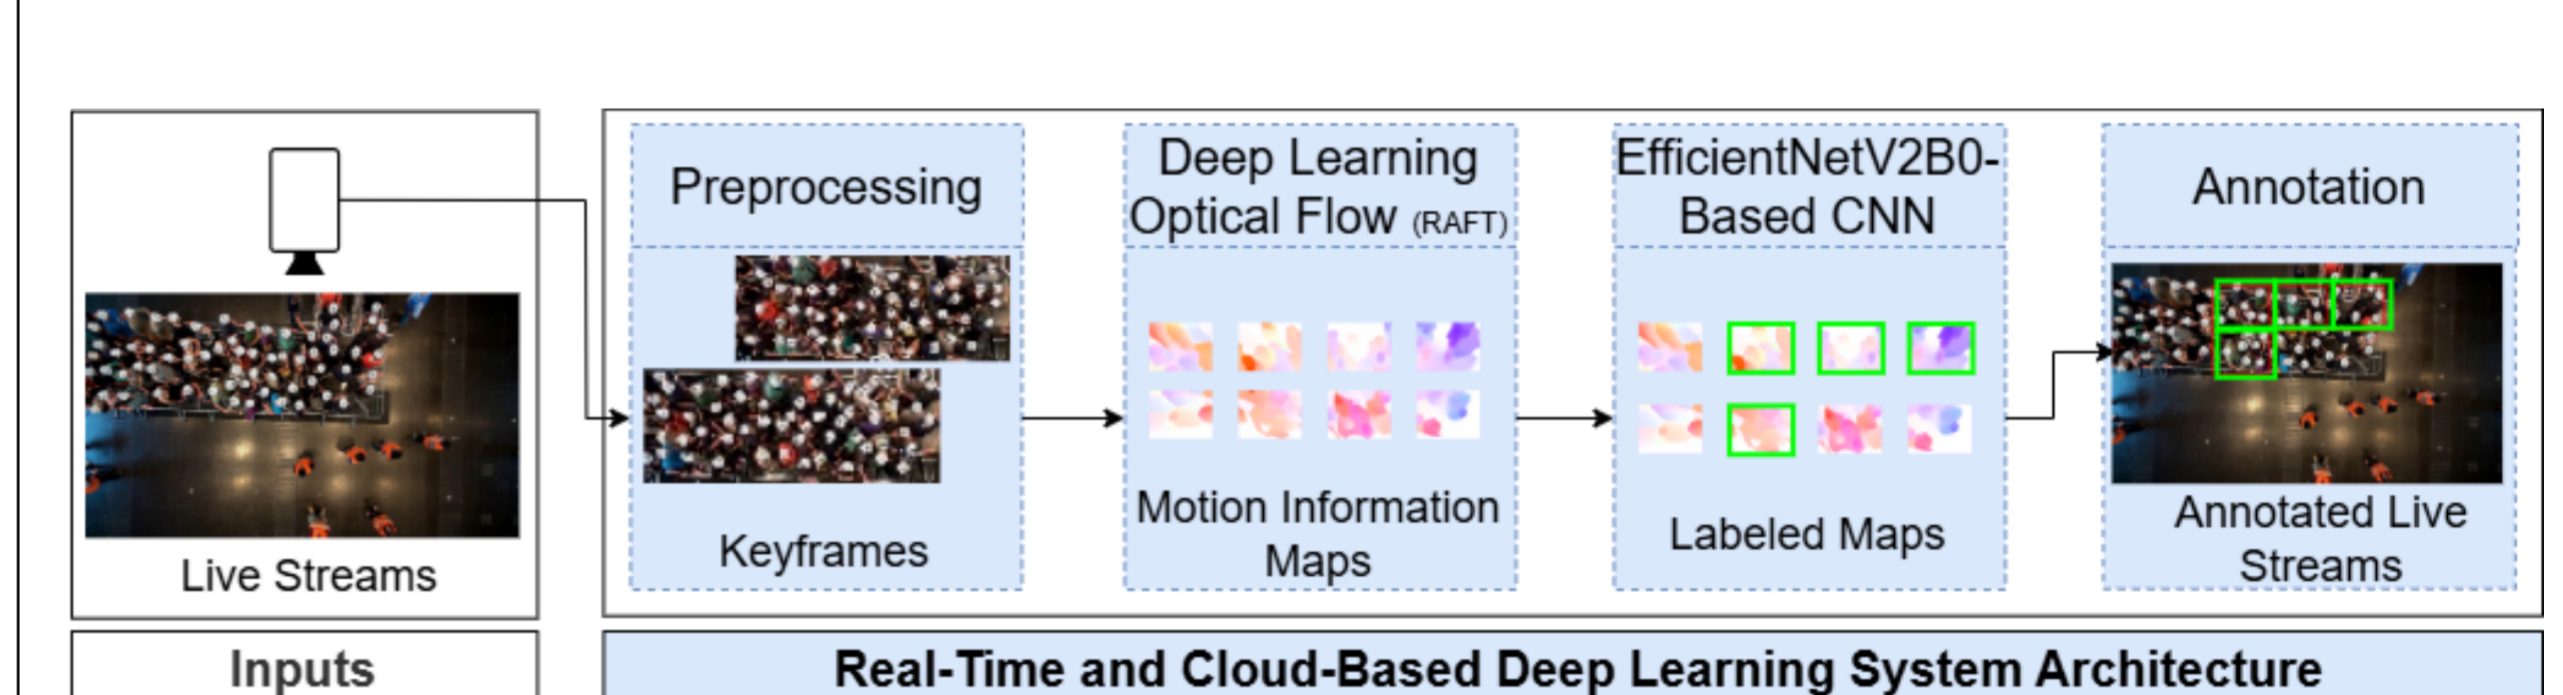 Preprocessing
Deep Learning
Optical Flow (RAFT)
EfficientNetV2B0-
Based CNN
Annotation
Live Streams
Keyframes
Motion Information
Maps
Labeled Maps
Annotated Live
Streams
Inputs
Real-Time and Cloud-Based Deep Learning System Architecture